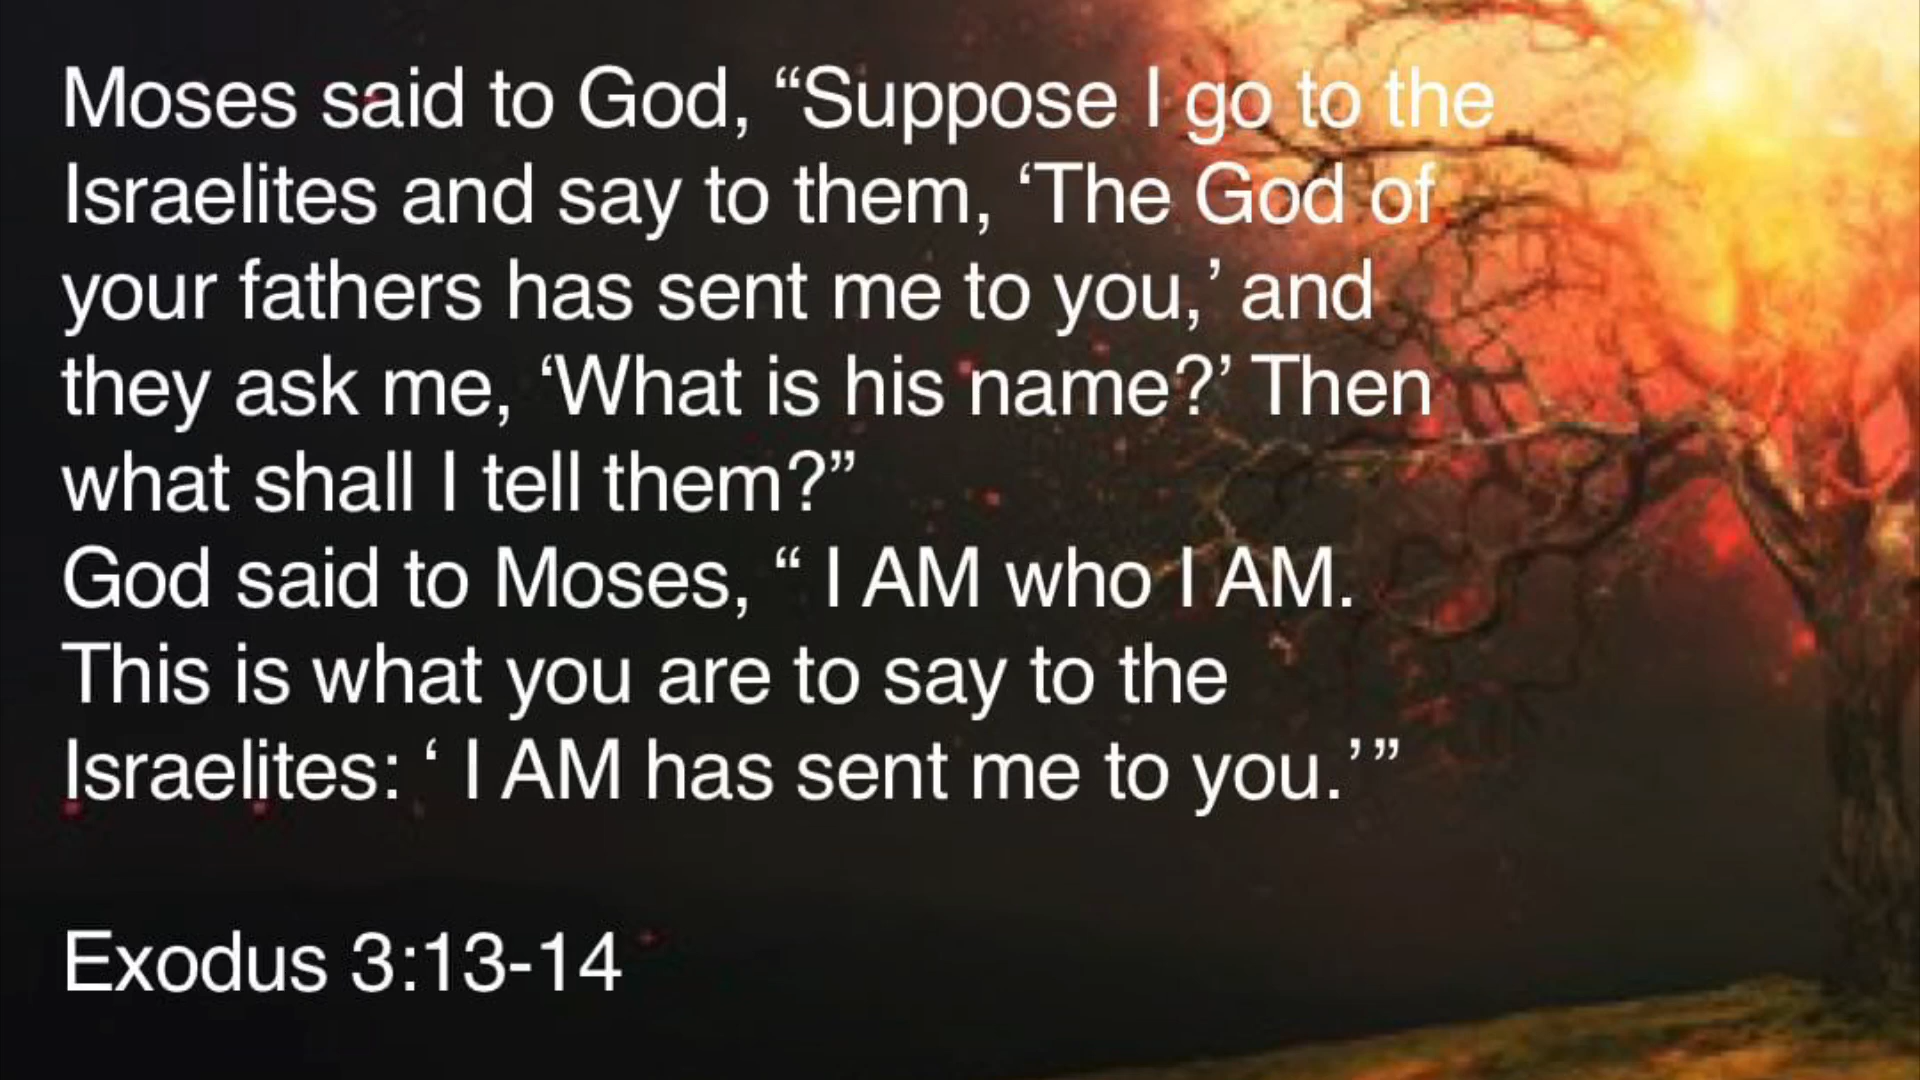 Moses said to God, “Suppose I go to the
Israelites and say to them, ‘The God of
your fathers has sent me to you,’ and
they ask me, ‘What is his name?’ Then
what shall I tell them?”
God said to Moses, “ I AM who I AM.
This is what you are to say to the
Israelites: ‘ I AM has sent me to you.’”
Exodus 3:13-14